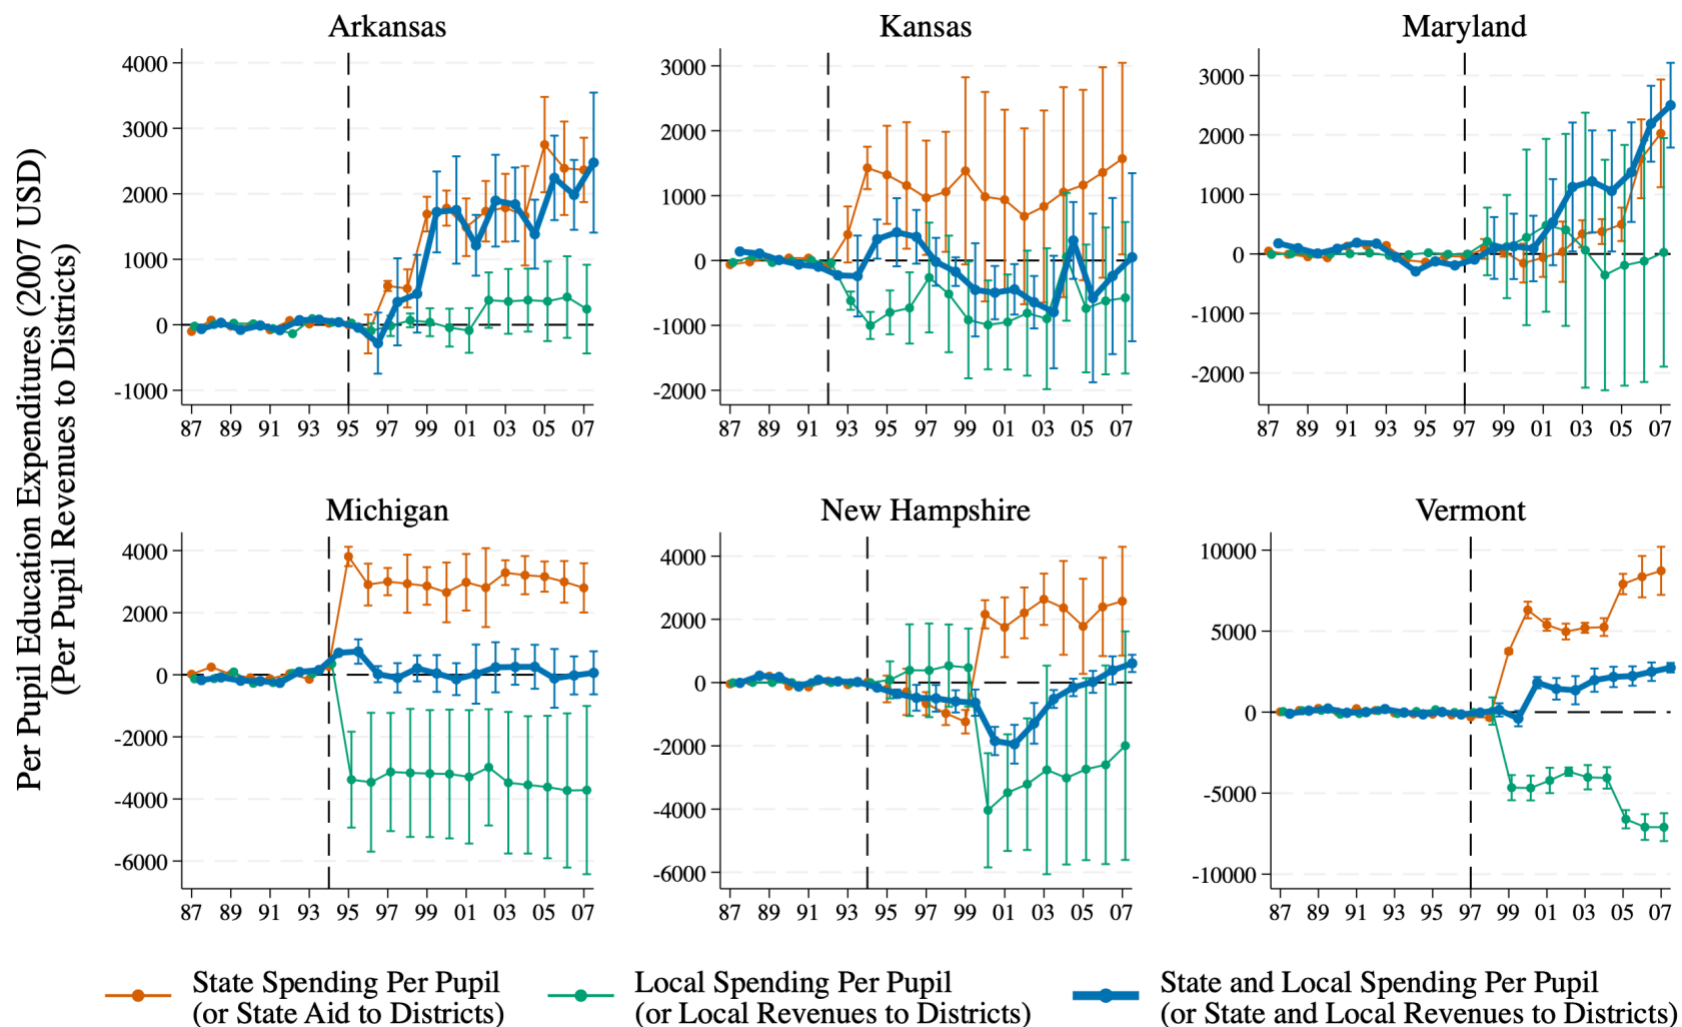 Per Pupil Education Expenditures (2007 USD)
(Per Pupil Revenues to Districts)
Arkansas
4000
3000
2000
1000
0
-1000
87 89 91 93 95 97 99 01 03 05 07
Kansas
3000
2000
1000
0
-1000
-2000
87 89 91 93 95 97 99 01 03 05 07
Maryland
3000
2000
1000
0
-1000
-2000
87 89 91 93 95 97 99 01 03 05 07
Michigan
4000
2000
0
-2000
-4000
-6000
87 89 91 93 95 97 99 01 03 05 07
New Hampshire
4000
2000
0
-2000
-4000
-6000
87 89 91 93 95 97 99 01 03 05 07
Vermont
10000
5000
0
-5000
-10000
87 89 91 93 95 97 99 01 03 05 07
State Spending Per Pupil
(or State Aid to Districts)
Local Spending Per Pupil
(or Local Revenues to Districts)
State and Local Spending Per Pupil
(or State and Local Revenues to Districts)